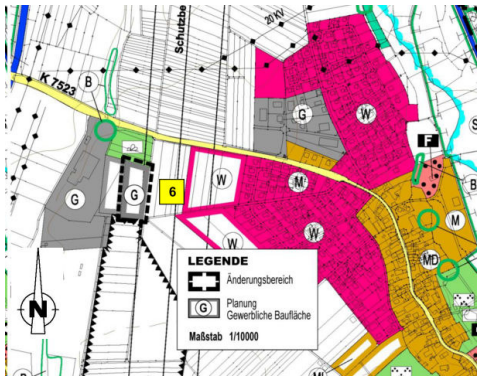 20 KV
Schutzbe
K 7523
B
G
W
F
S
B
G
G
6
W
M
W
W
M
MD
LEGENDE
Änderungsbereich
G
Planung
Gewerbliche Baufläche
Maßstab 1/10000
N